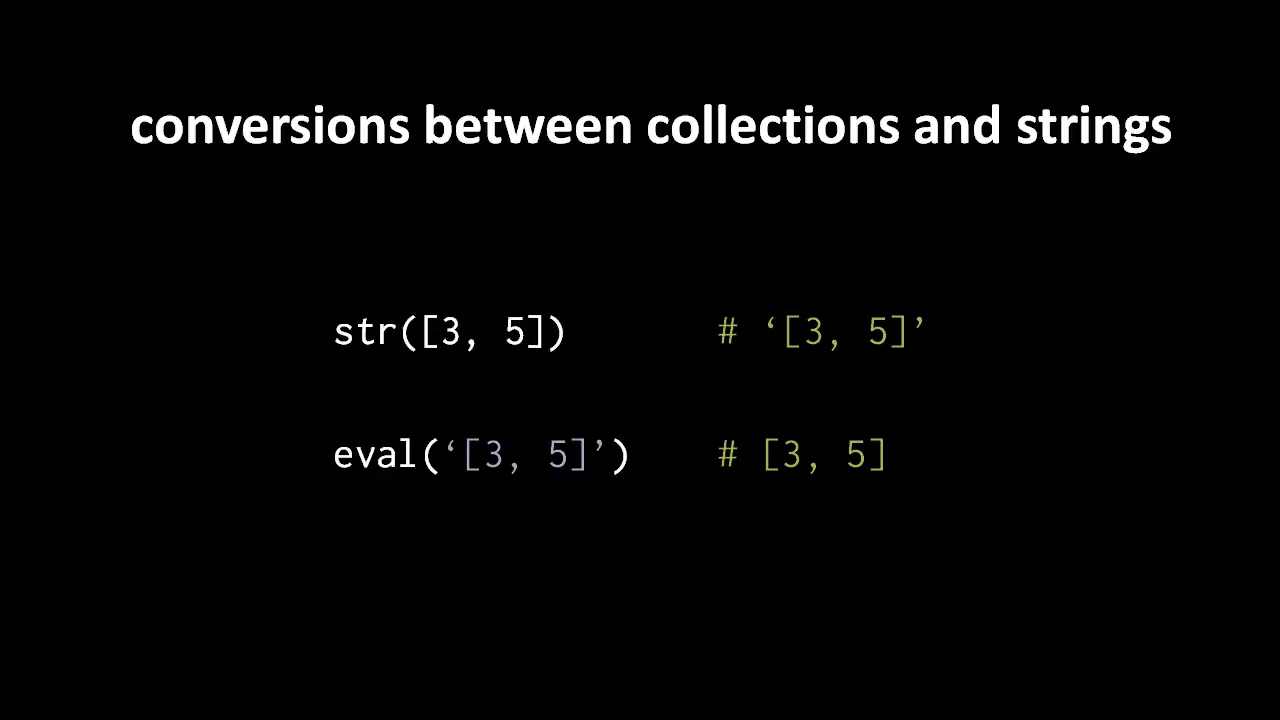 conversions between collections and strings
str([3, 5]) # ‘[3, 5]’
eval(‘[3, 5]’) # [3, 5]